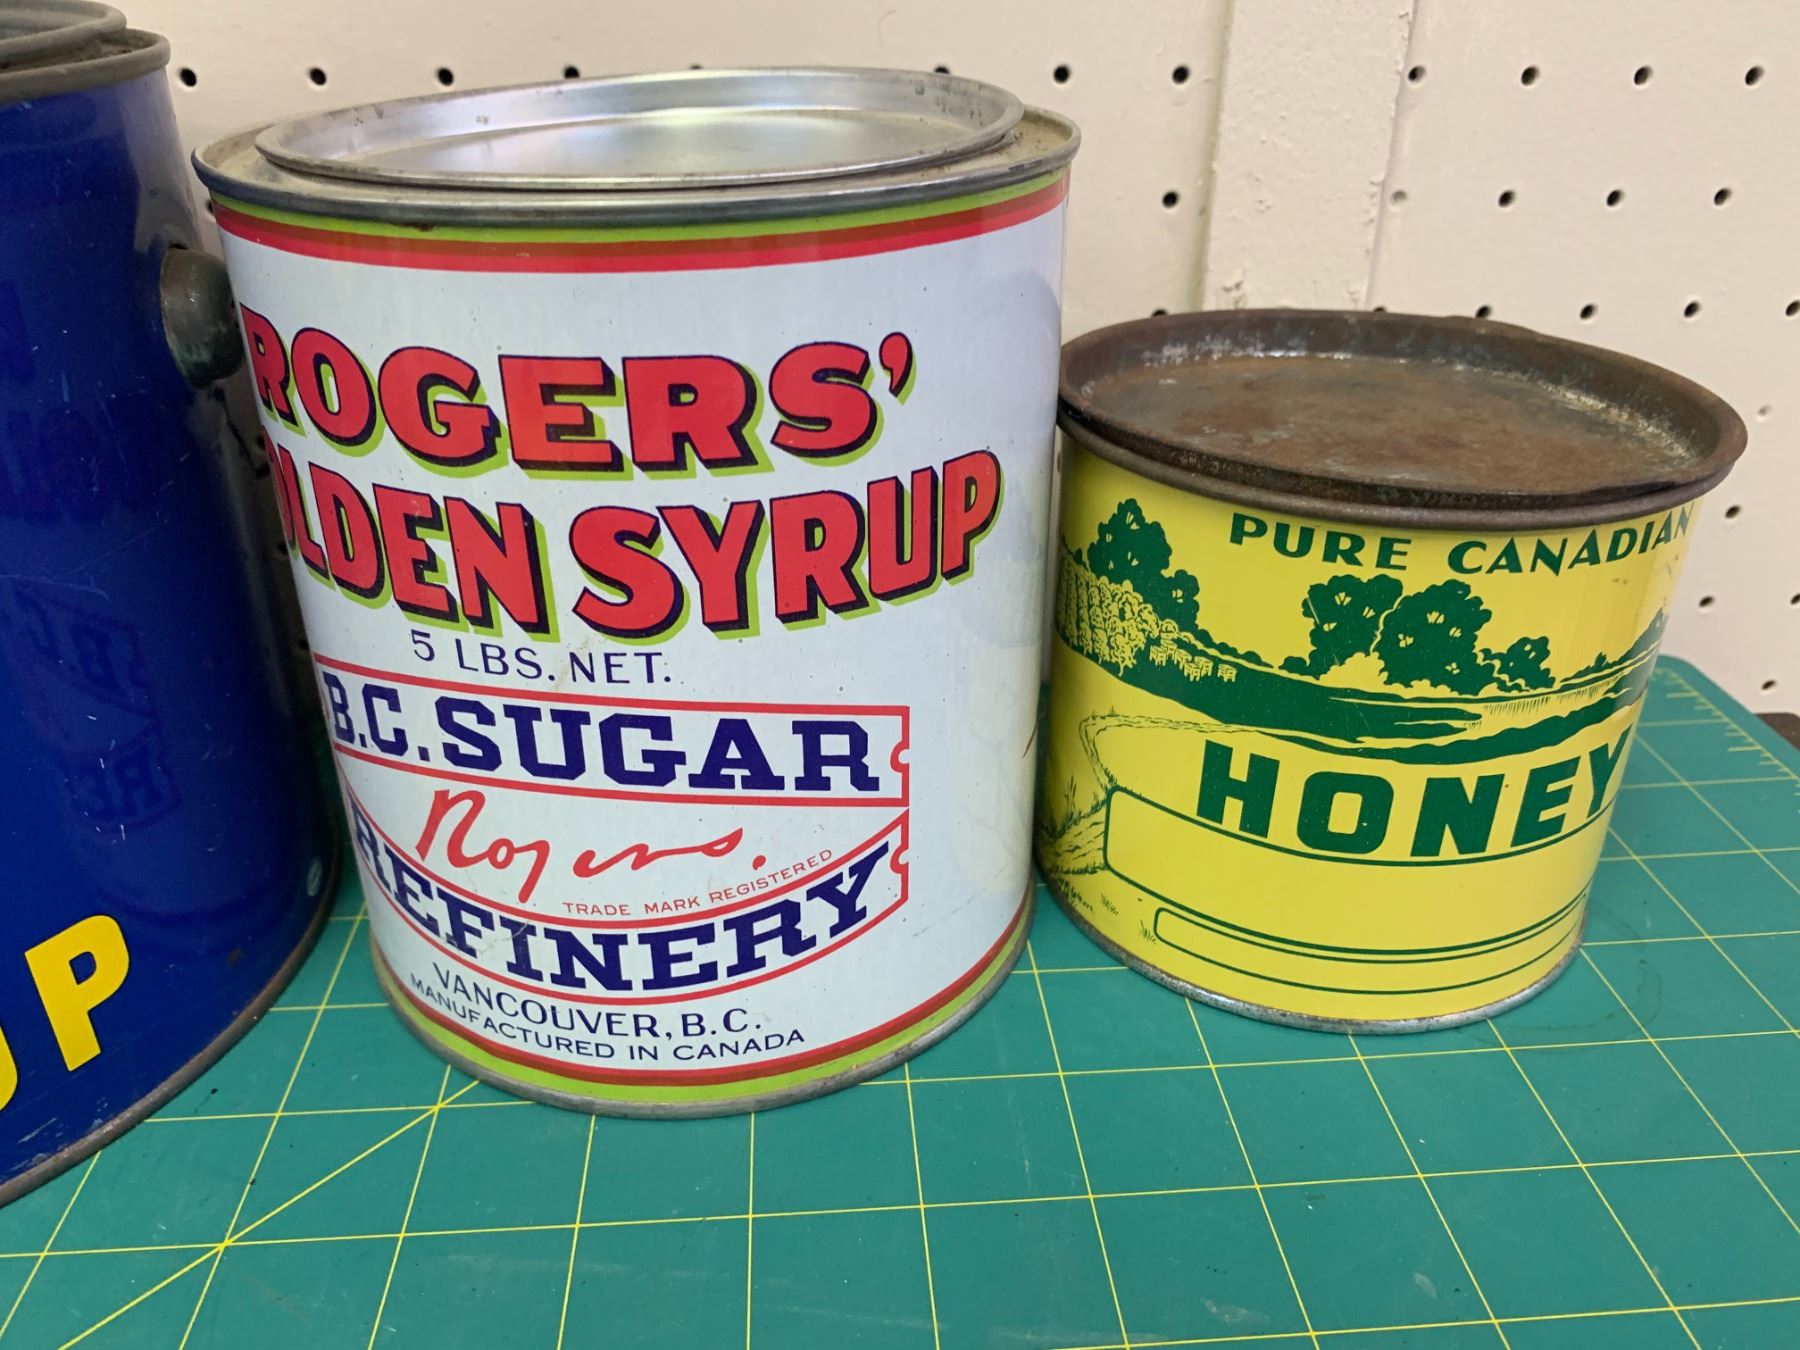 ROGERS'
GOLDEN SYRUP
5 LBS. NET.
B.C. SUGAR
Rogers.
TRADE MARK REGISTERED
REFINERY
VANCOUVER, B.C.
MANUFACTURED IN CANADA
PURE CANADIAN
HONEY
UP